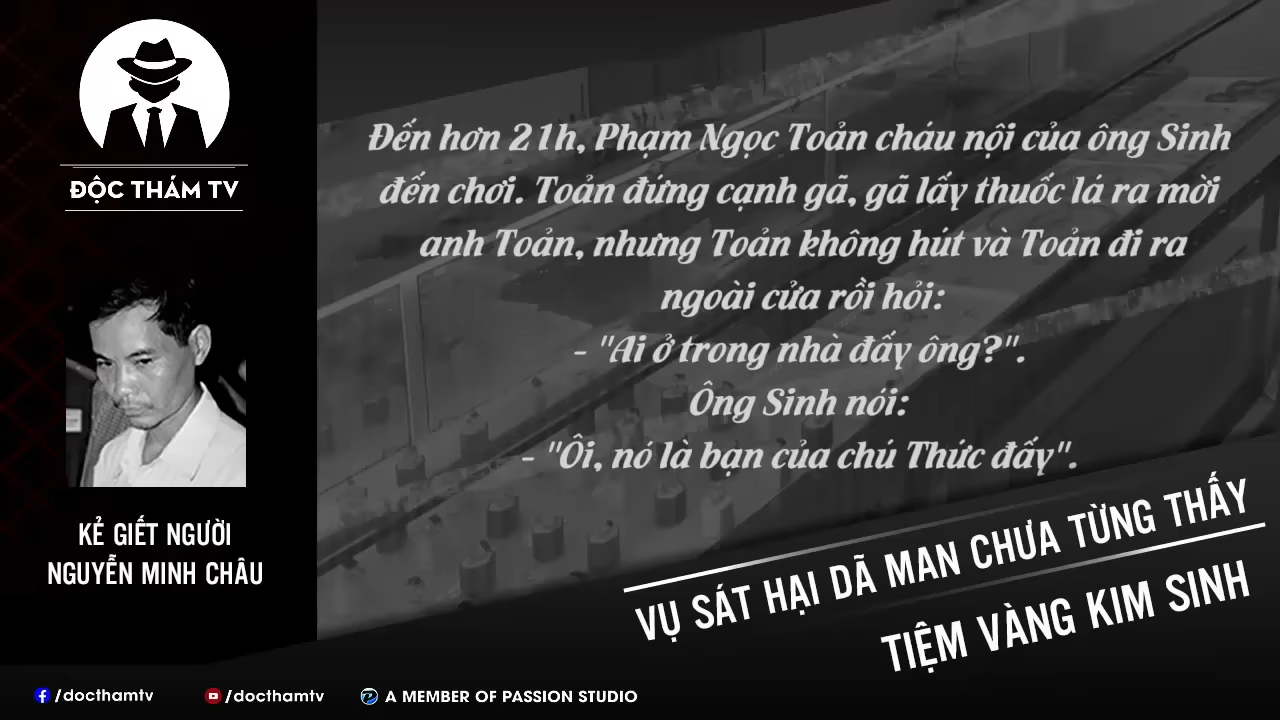 ĐỘC THÁM TV
KẺ GIẾT NGƯỜI
NGUYỄN MINH CHÂU
Đến hơn 21h, Phạm Ngọc Toản cháu nội của ông Sinh
đến chơi. Toản đứng cạnh gã, gã lấy thuốc lá ra mời
anh Toản, nhưng Toản không hút và Toản đi ra
ngoài cửa rồi hỏi:
- "Ai ở trong nhà đấy ông?".
Ông Sinh nói:
- "Ôi, nó là bạn của chú Thức đấy".
VỤ SÁT HẠI DÃ MAN CHƯA TỪNG THẤY
TIỆM VÀNG KIM SINH
/docthamtv
/docthamtv
A MEMBER OF PASSION STUDIO